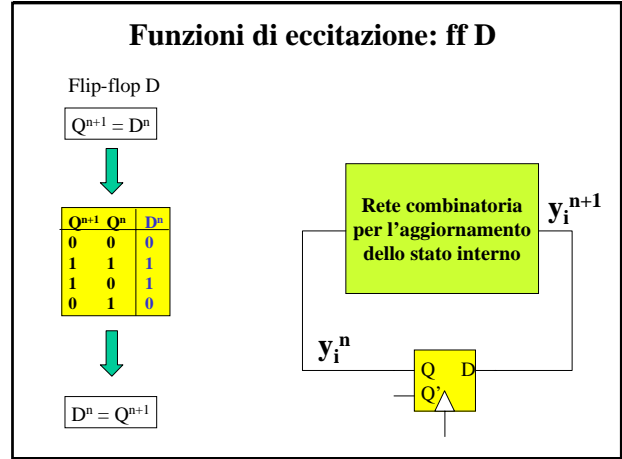 Funzioni di eccitazione: ff D
Flip-flop D
Qⁿ⁺¹ = Dⁿ
Qⁿ⁺¹ Qⁿ Dⁿ
0 0 0
1 1 1
1 0 1
0 1 0
Dⁿ = Qⁿ⁺¹
Rete combinatoria
per l'aggiornamento
dello stato interno
yᵢⁿ⁺¹
yᵢⁿ
Q D
Q'